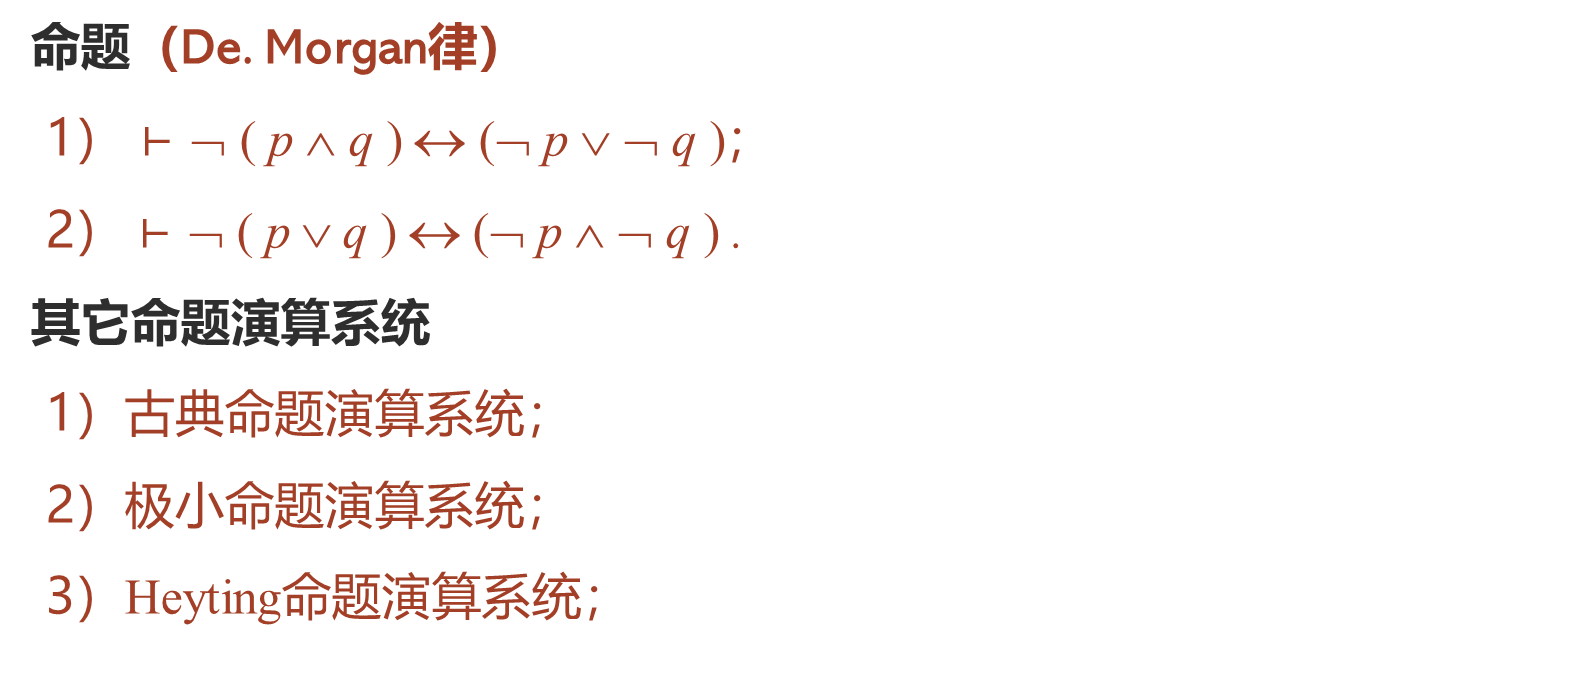 命题（De. Morgan律）
1） ⊢ ¬ ( p ∧ q ) ↔ (¬ p ∨ ¬ q )；
2） ⊢ ¬ ( p ∨ q ) ↔ (¬ p ∧ ¬ q ) .
其它命题演算系统
1）古典命题演算系统；
2）极小命题演算系统；
3）Heyting命题演算系统；